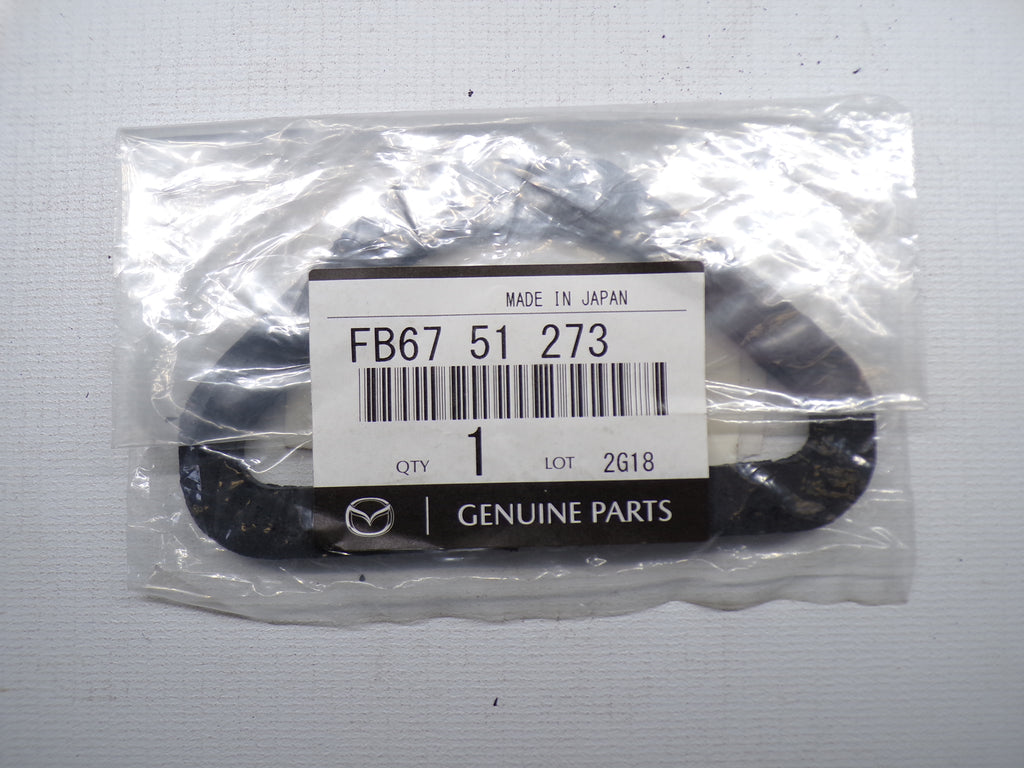 MADE IN JAPAN
FB67 51 273
QTY 1 LOT 2G18
GENUINE PARTS